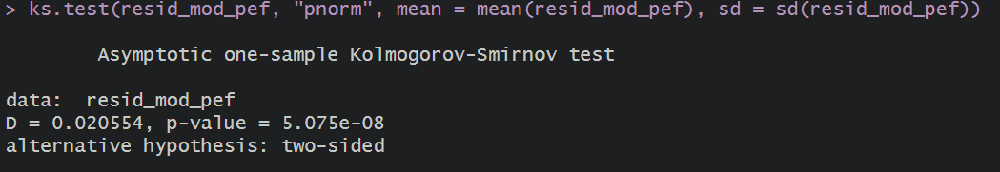 > ks.test(resid_mod_pef, "pnorm", mean = mean(resid_mod_pef), sd = sd(resid_mod_pef))
Asymptotic one-sample Kolmogorov-Smirnov test
data:  resid_mod_pef
D = 0.020554, p-value = 5.075e-08
alternative hypothesis: two-sided